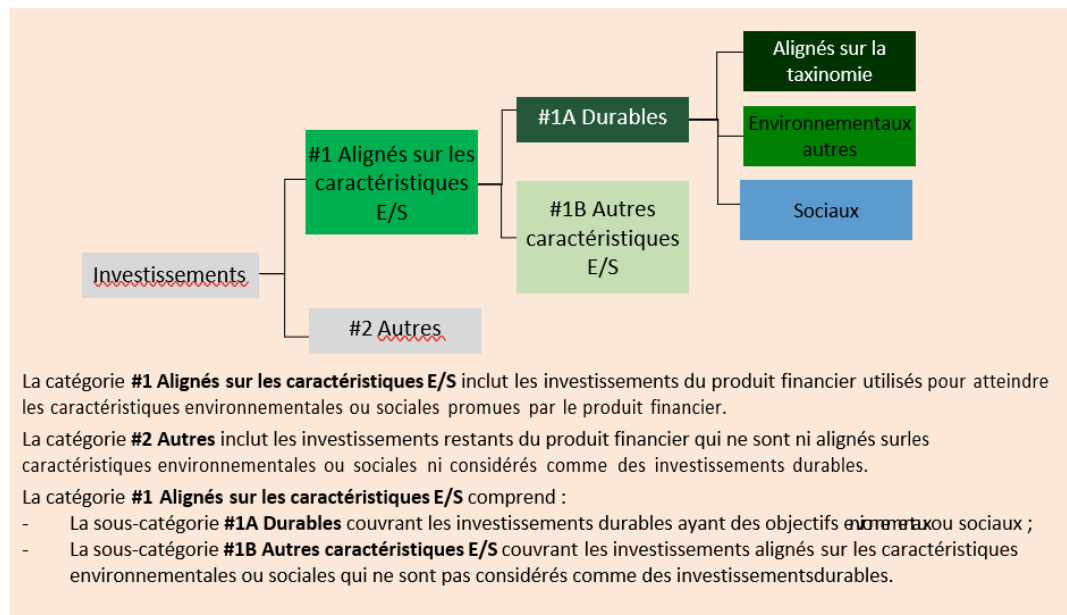 Alignés sur la
taxinomie
#1A Durables
Environnementaux
autres
#1 Alignés sur les
caractéristiques
E/S
#1B Autres
caractéristiques
E/S
Sociaux
Investissements
#2 Autres
La catégorie #1 Alignés sur les caractéristiques E/S inclut les investissements du produit financier utilisés pour atteindre
les caractéristiques environnementales ou sociales promues par le produit financier.
La catégorie #2 Autres inclut les investissements restants du produit financier qui ne sont ni alignés surles
caractéristiques environnementales ou sociales ni considérés comme des investissements durables.
La catégorie #1 Alignés sur les caractéristiques E/S comprend :
- La sous-catégorie #1A Durables couvrant les investissements durables ayant des objectifs environnementaux ou sociaux ;
- La sous-catégorie #1B Autres caractéristiques E/S couvrant les investissements alignés sur les caractéristiques
environnementales ou sociales qui ne sont pas considérés comme des investissementsdurables.